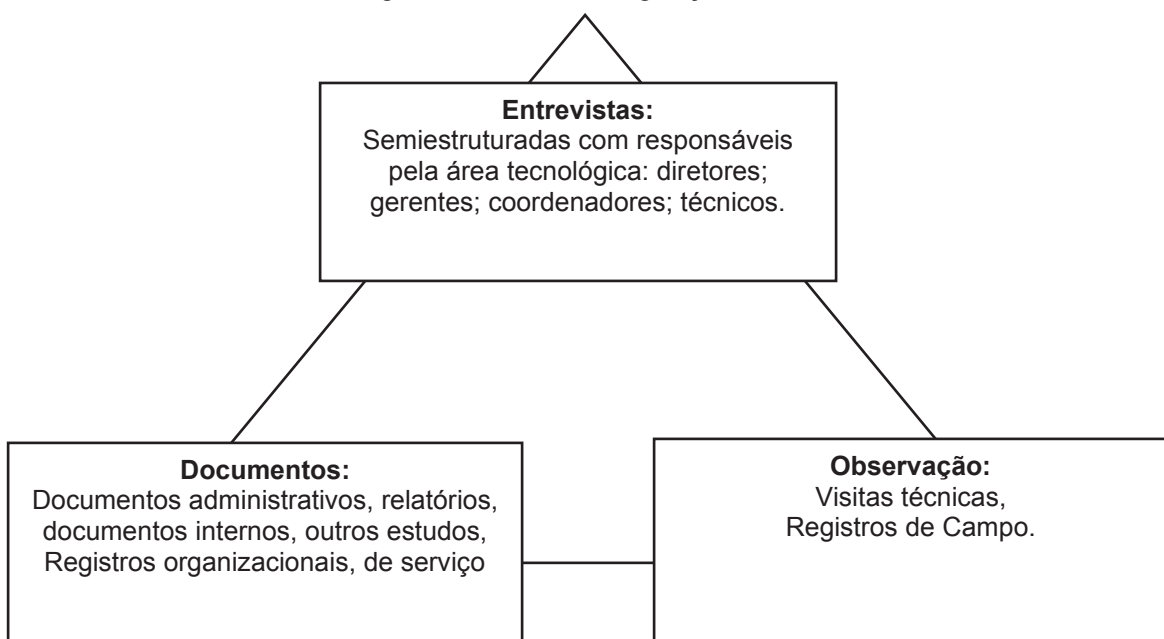 Entrevistas:
Semiestruturadas com responsáveis
pela área tecnológica: diretores;
gerentes; coordenadores; técnicos.
Documentos:
Documentos administrativos, relatórios,
documentos internos, outros estudos,
Registros organizacionais, de serviço
Observação:
Visitas técnicas,
Registros de Campo.